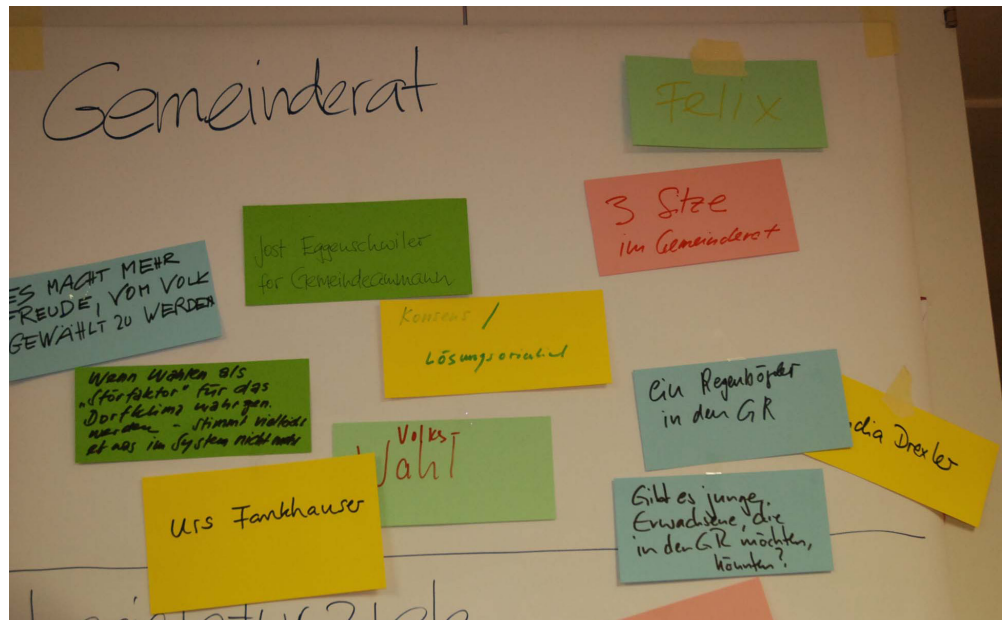 Gemeinderat
Felix
3 Sitze
im Gemeinderat
Jost Eggenschwiler
for Gemeindeammann
ES MACHT MEHR
FREUDE, VOM VOLK
GEWÄHLT ZU WERDEN
Konsens /
Lösungsorientiert
Wenn Wahlen als
"Störfaktor" für das
Dorfklima wahrgen.
werden - stimmt vielleicht
etwas im System nicht mehr
Volks
Wahl
ein Regenbögler
in den GR
Drexler
Urs Fankhauser
Gibt es junge
Erwachsene, die
in den GR möchten,
könnten?